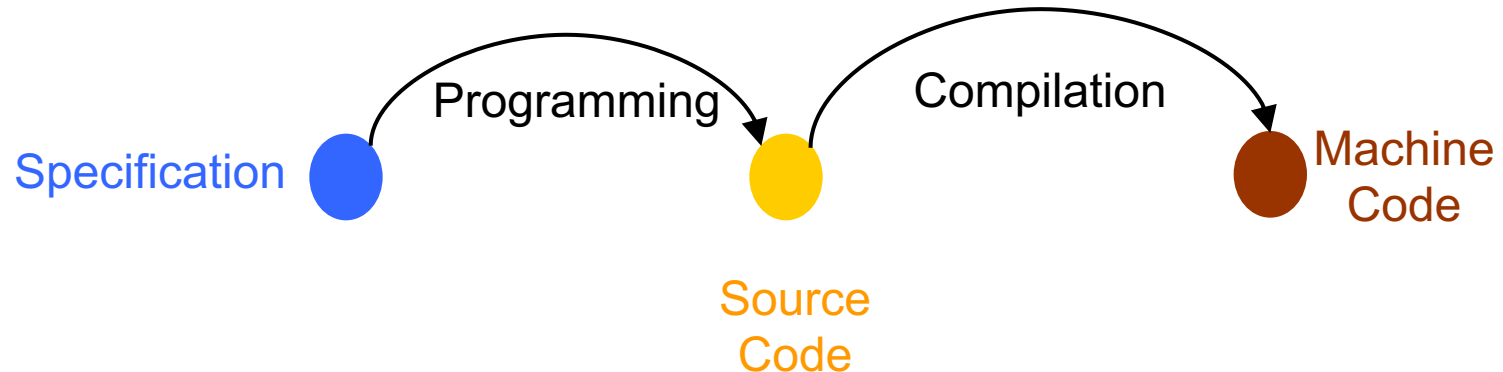 Programming
Compilation
Specification
Machine
Code
Source
Code